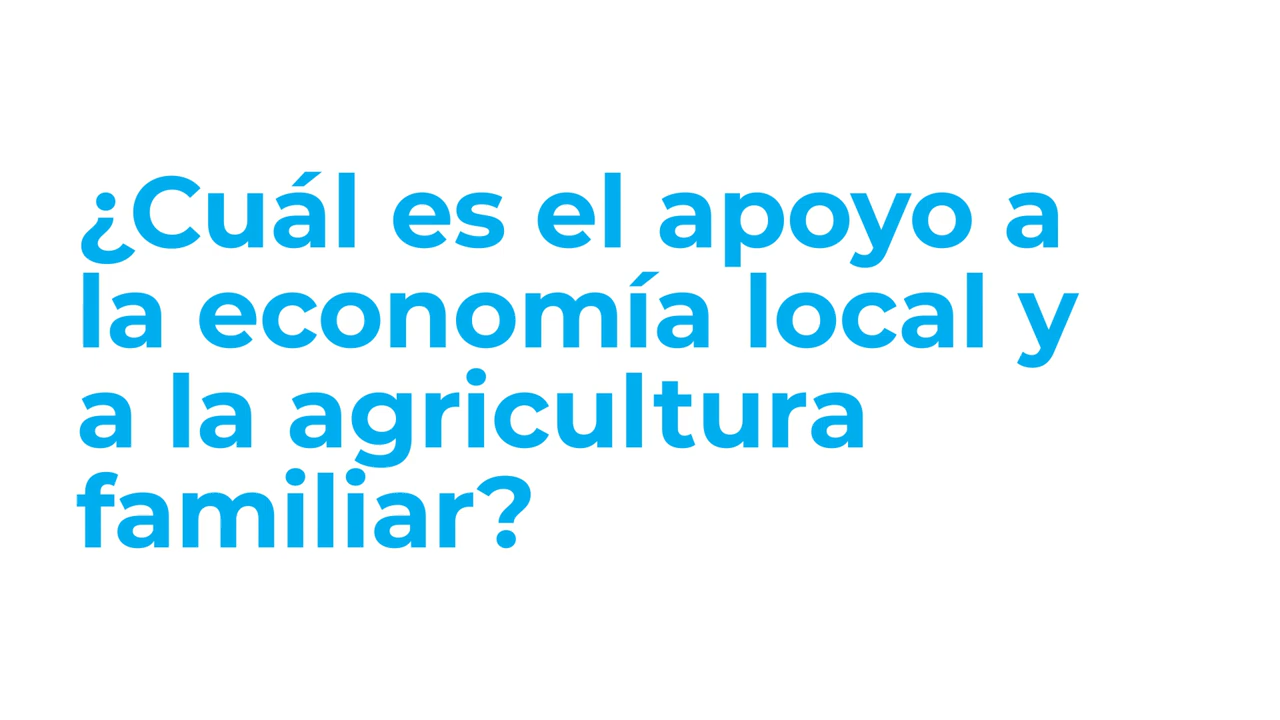 ¿Cuál es el apoyo a
la economía local y
a la agricultura
familiar?